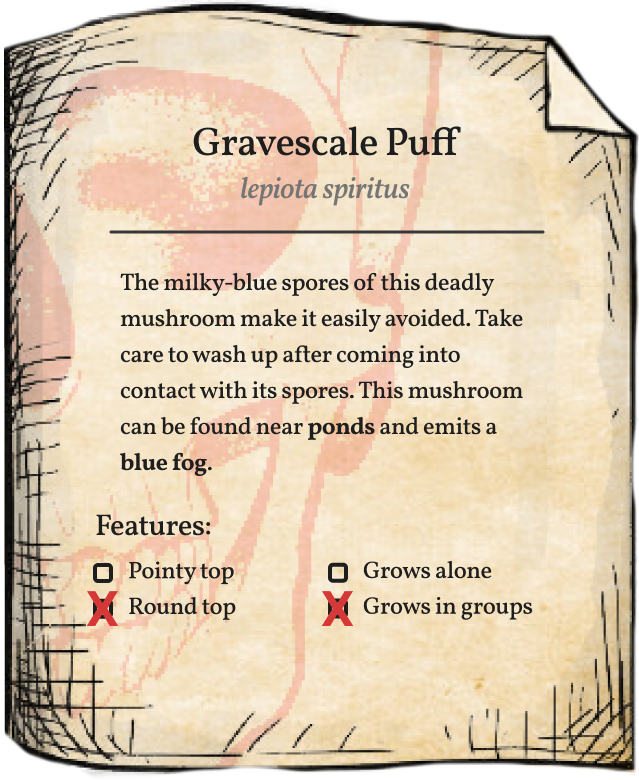 Gravescale Puff
lepiota spiritus
The milky-blue spores of this deadly
mushroom make it easily avoided. Take
care to wash up after coming into
contact with its spores. This mushroom
can be found near ponds and emits a
blue fog.
Features:
Pointy top
Grows alone
Round top
Grows in groups